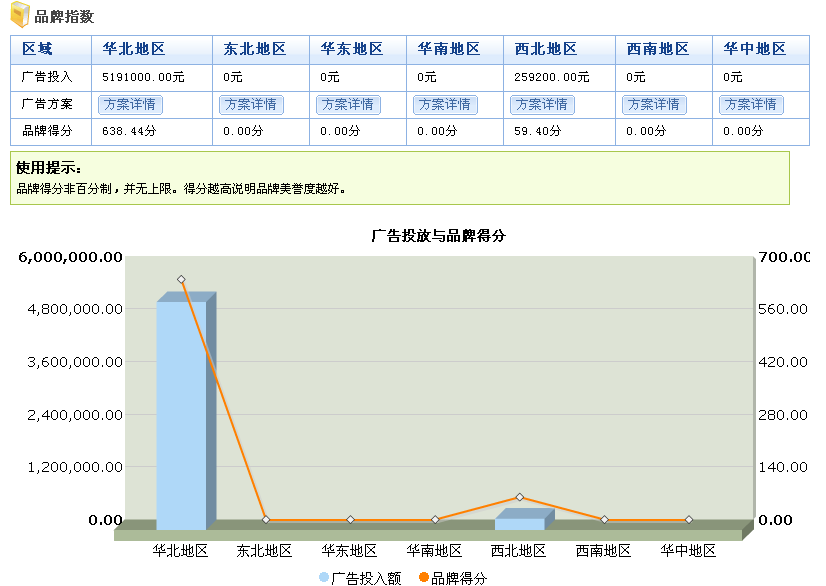 品牌指数
区域 华北地区 东北地区 华东地区 华南地区 西北地区 西南地区 华中地区
广告投入 5191000.00元 0元 0元 0元 259200.00元 0元 0元
广告方案 方案详情 方案详情 方案详情 方案详情 方案详情 方案详情 方案详情
品牌得分 638.44分 0.00分 0.00分 0.00分 59.40分 0.00分 0.00分
使用提示:
品牌得分非百分制，并无上限。得分越高说明品牌美誉度越好。
广告投放与品牌得分
6,000,000.00 700.00
4,800,000.00 560.00
3,600,000.00 420.00
2,400,000.00 280.00
1,200,000.00 140.00
0.00 0.00
华北地区 东北地区 华东地区 华南地区 西北地区 西南地区 华中地区
广告投入额 品牌得分